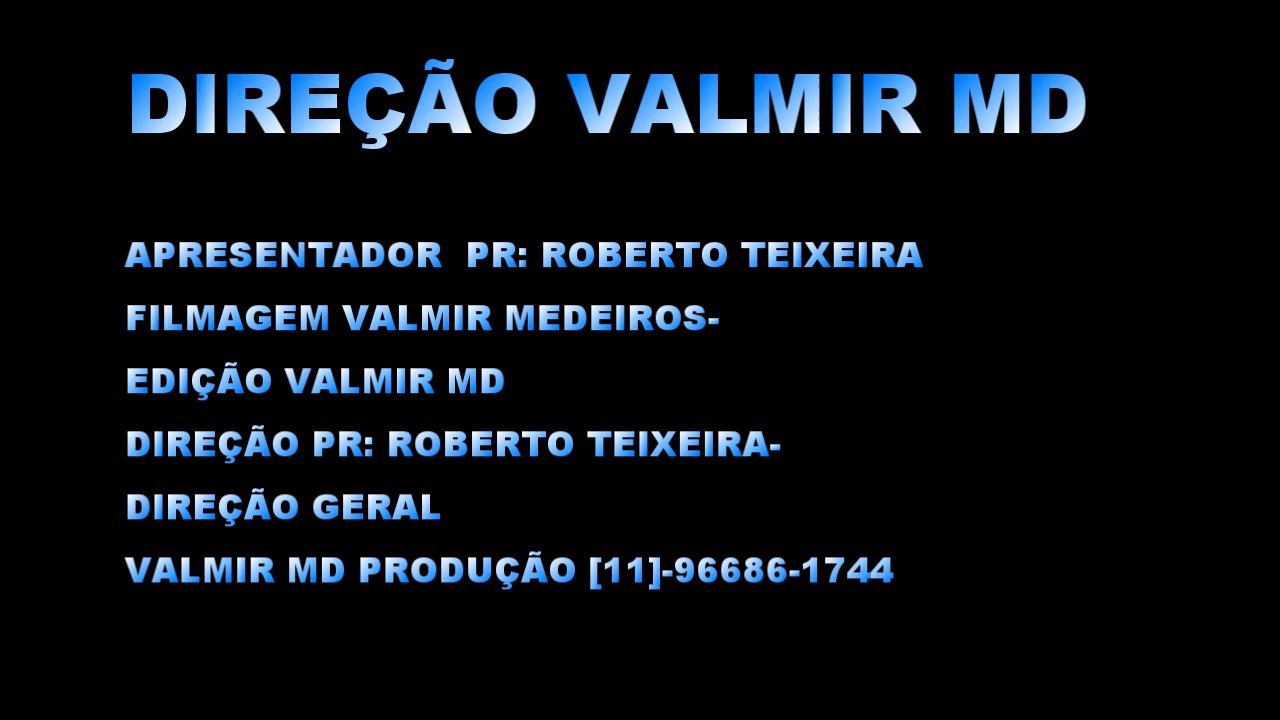 DIREÇÃO VALMIR MD
APRESENTADOR PR: ROBERTO TEIXEIRA
FILMAGEM VALMIR MEDEIROS-
EDIÇÃO VALMIR MD
DIREÇÃO PR: ROBERTO TEIXEIRA-
DIREÇÃO GERAL
VALMIR MD PRODUÇÃO [11]-96686-1744